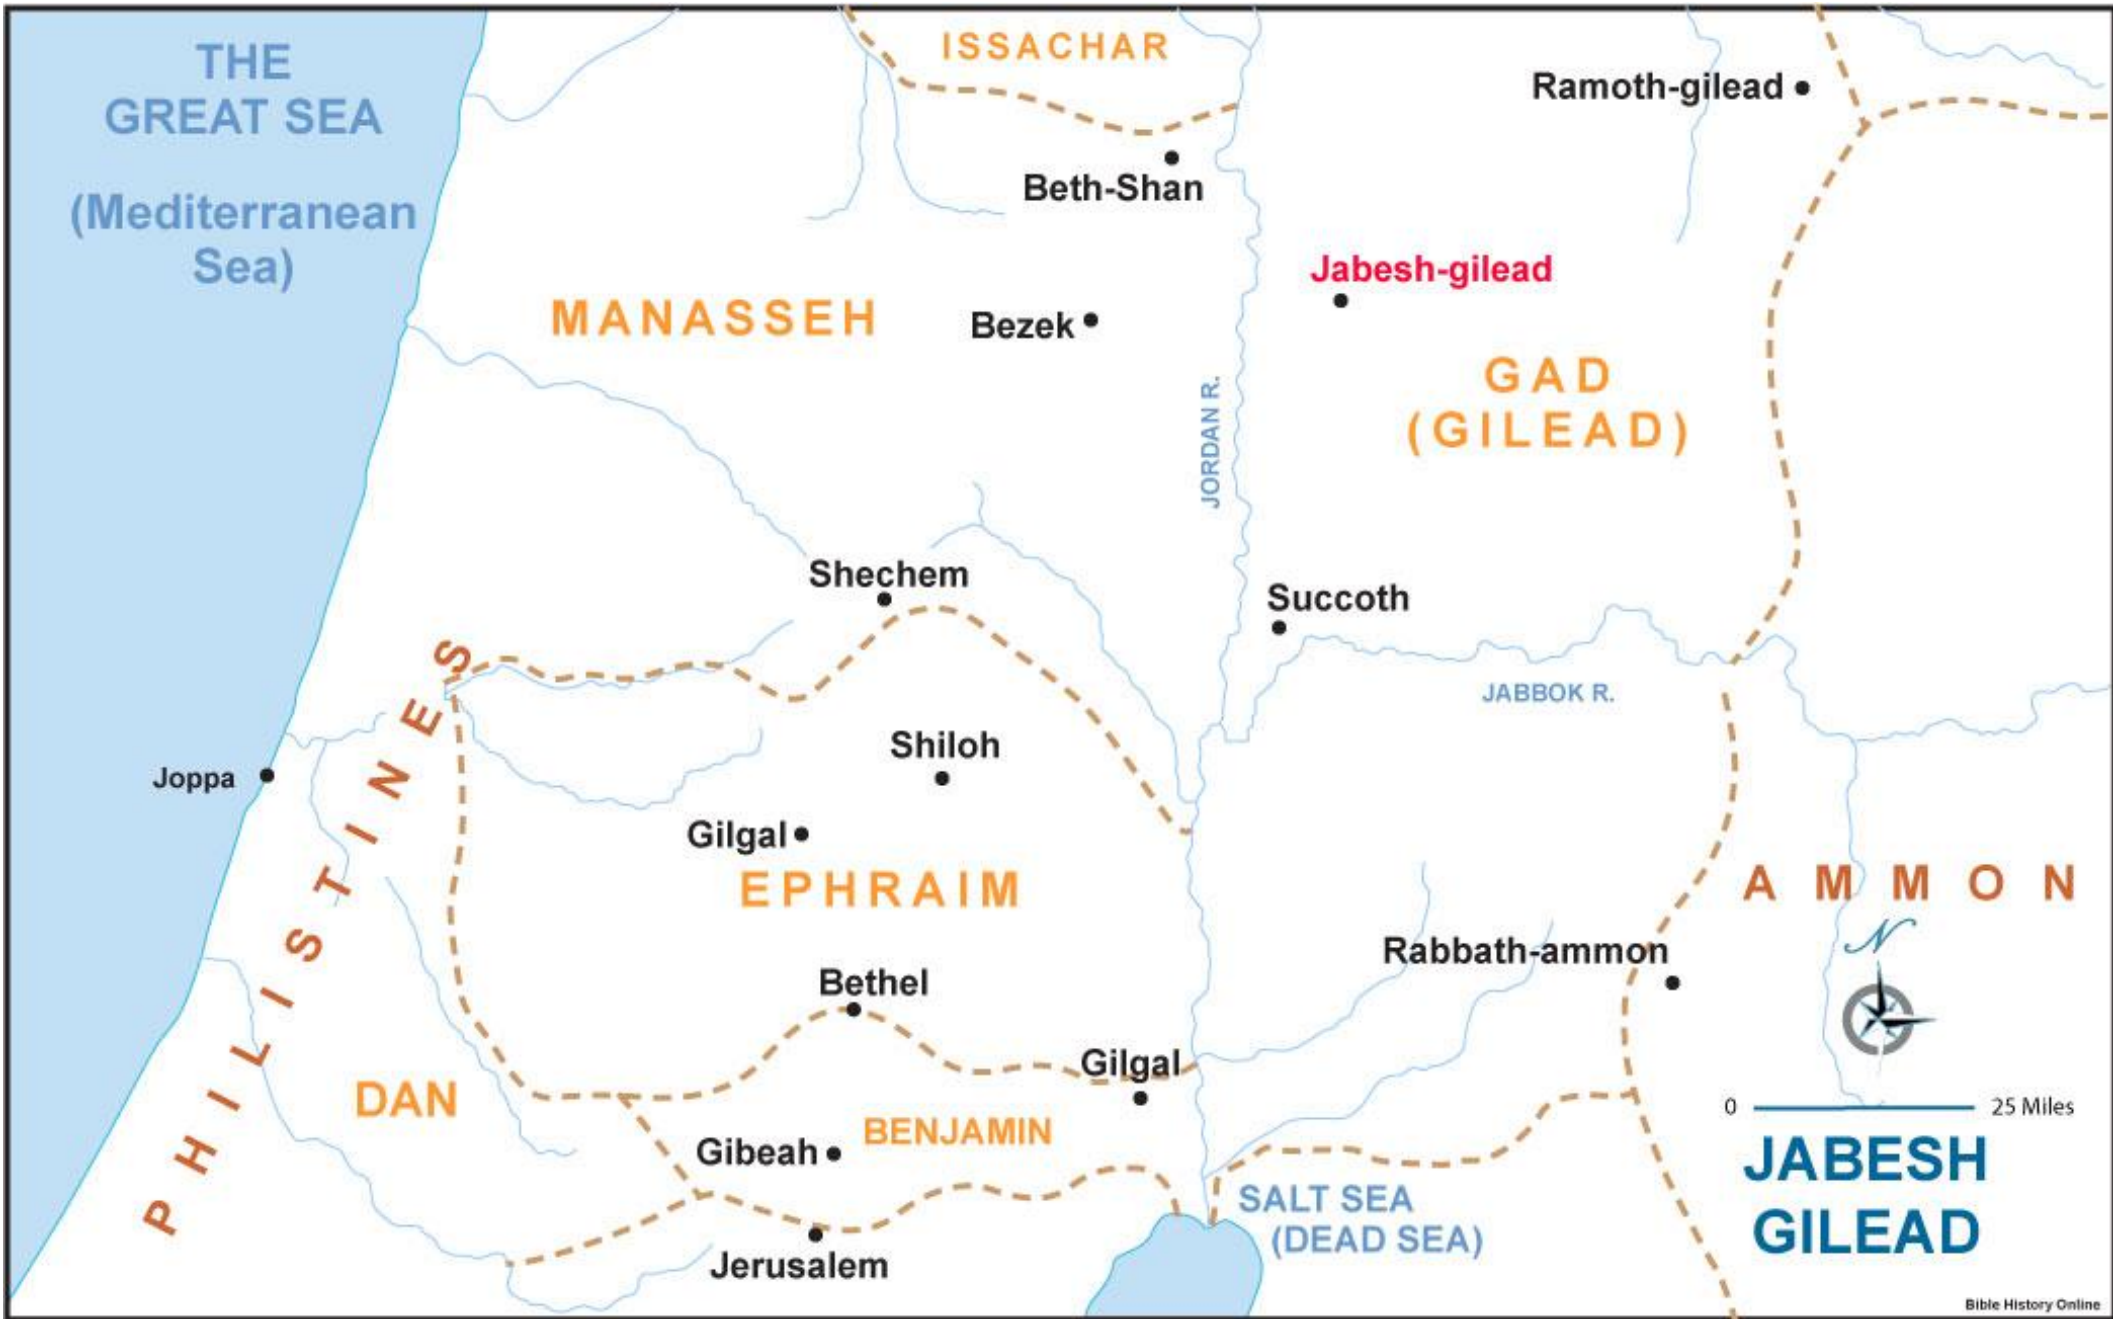 THE
GREAT SEA
(Mediterranean
Sea)
ISSACHAR
Ramoth-gilead
Beth-Shan
Jabesh-gilead
MANASSEH
Bezek
GAD
(GILEAD)
JORDAN R.
Shechem
Succoth
JABBOK R.
PHILISTINES
Shiloh
Joppa
Gilgal
EPHRAIM
AMMON
N
Rabbath-ammon
Bethel
Gilgal
DAN
BENJAMIN
Gibeah
0 25 Miles
JABESH
GILEAD
SALT SEA
(DEAD SEA)
Jerusalem
Bible History Online